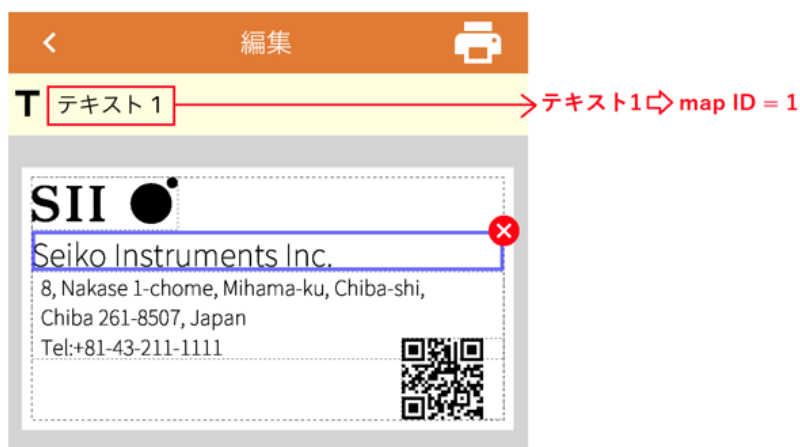 編集
T テキスト 1
テキスト1 ⇨ map ID = 1
SII
Seiko Instruments Inc.
8, Nakase 1-chome, Mihama-ku, Chiba-shi,
Chiba 261-8507, Japan
Tel:+81-43-211-1111